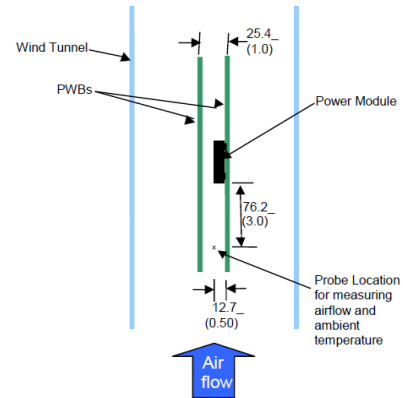 25.4_
(1.0)
Wind Tunnel
PWBs
Power Module
76.2_
(3.0)
x
Probe Location
for measuring
airflow and
ambient
temperature
12.7_
(0.50)
Air
flow